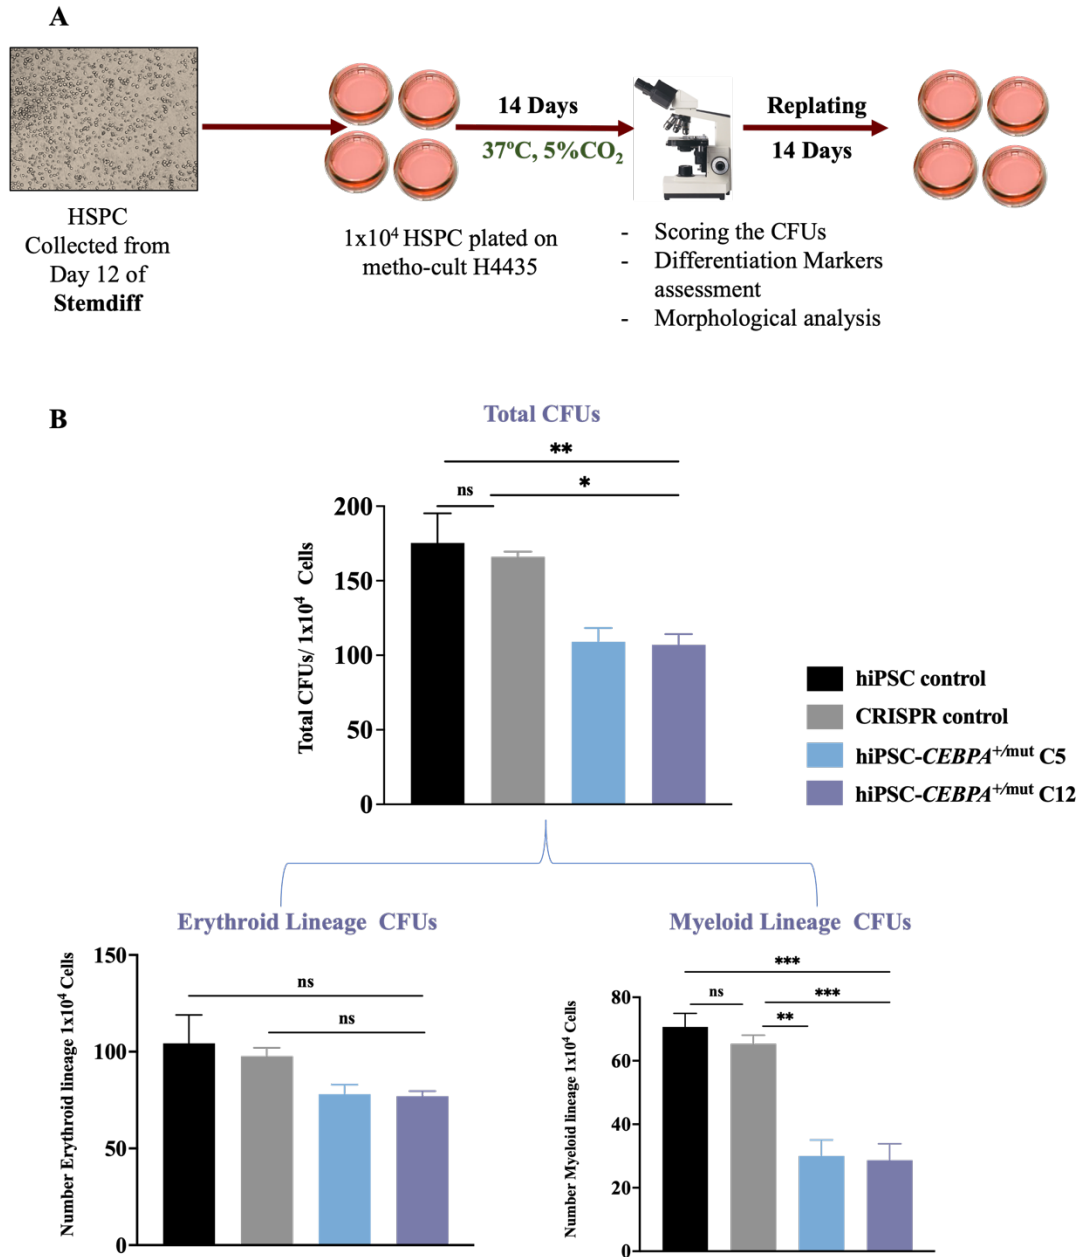 A
HSPC
Collected from
Day 12 of
Stemdiff
1x10⁴ HSPC plated on
metho-cult H4435
14 Days
37ºC, 5%CO₂
- Scoring the CFUs
- Differentiation Markers
assessment
- Morphological analysis
Replating
14 Days
B
Total CFUs
**
ns
*
Total CFUs/ 1x10⁴ Cells
200
150
100
50
0
hiPSC control
CRISPR control
hiPSC-CEBPA⁺/ᵐᵘᵗ C5
hiPSC-CEBPA⁺/ᵐᵘᵗ C12
Erythroid Lineage CFUs
Number Erythroid lineage 1x10⁴ Cells
150
100
50
0
ns
ns
Myeloid Lineage CFUs
Number Myeloid lineage 1x10⁴ Cells
80
60
40
20
0
***
ns
***
**